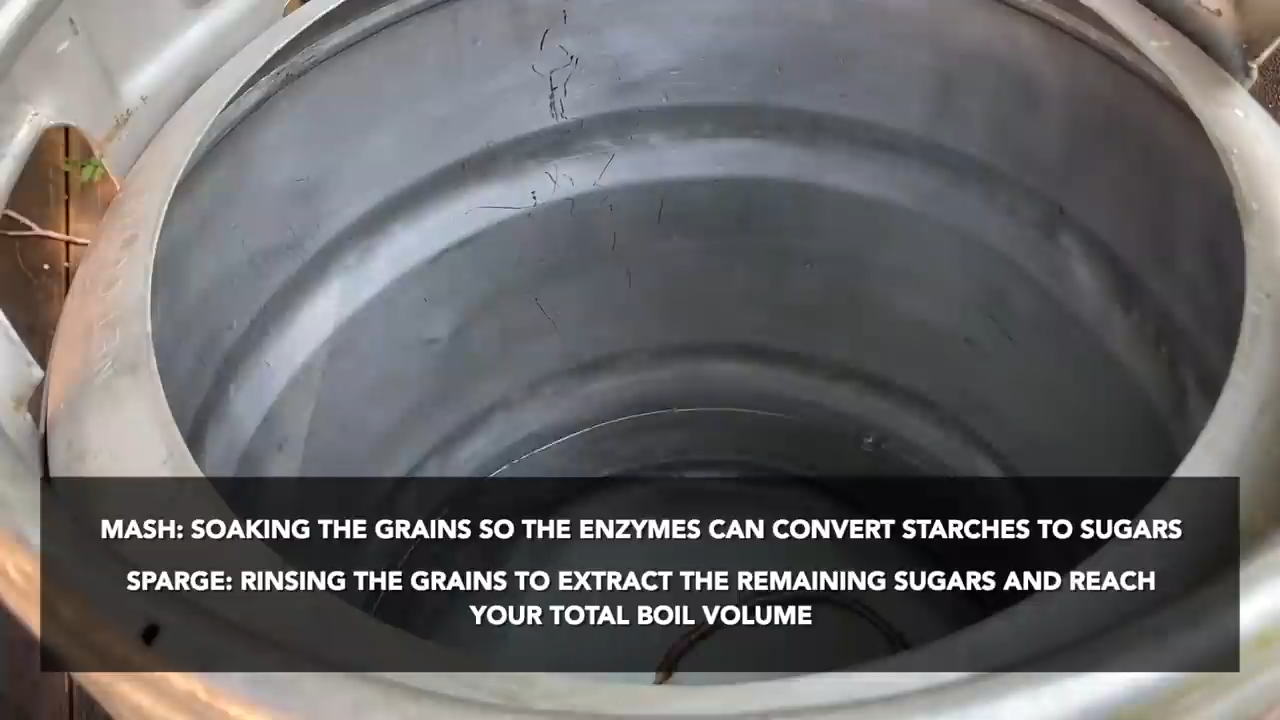 MASH: SOAKING THE GRAINS SO THE ENZYMES CAN CONVERT STARCHES TO SUGARS
SPARGE: RINSING THE GRAINS TO EXTRACT THE REMAINING SUGARS AND REACH
YOUR TOTAL BOIL VOLUME